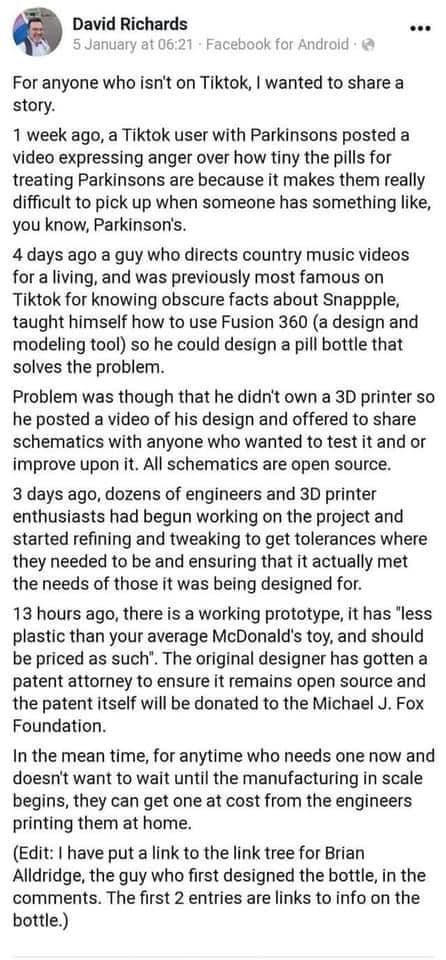 David Richards
5 January at 06:21 · Facebook for Android ·
For anyone who isn't on Tiktok, I wanted to share a
story.
1 week ago, a Tiktok user with Parkinsons posted a
video expressing anger over how tiny the pills for
treating Parkinsons are because it makes them really
difficult to pick up when someone has something like,
you know, Parkinson's.
4 days ago a guy who directs country music videos
for a living, and was previously most famous on
Tiktok for knowing obscure facts about Snappple,
taught himself how to use Fusion 360 (a design and
modeling tool) so he could design a pill bottle that
solves the problem.
Problem was though that he didn't own a 3D printer so
he posted a video of his design and offered to share
schematics with anyone who wanted to test it and or
improve upon it. All schematics are open source.
3 days ago, dozens of engineers and 3D printer
enthusiasts had begun working on the project and
started refining and tweaking to get tolerances where
they needed to be and ensuring that it actually met
the needs of those it was being designed for.
13 hours ago, there is a working prototype, it has "less
plastic than your average McDonald's toy, and should
be priced as such". The original designer has gotten a
patent attorney to ensure it remains open source and
the patent itself will be donated to the Michael J. Fox
Foundation.
In the mean time, for anytime who needs one now and
doesn't want to wait until the manufacturing in scale
begins, they can get one at cost from the engineers
printing them at home.
(Edit: I have put a link to the link tree for Brian
Alldridge, the guy who first designed the bottle, in the
comments. The first 2 entries are links to info on the
bottle.)